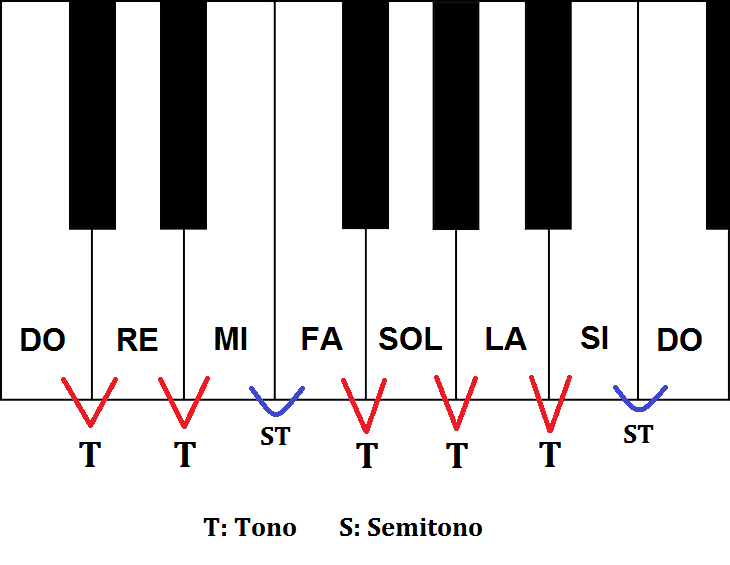 DO RE MI FA SOL LA SI DO
T T ST T T T ST
T: Tono S: Semitono